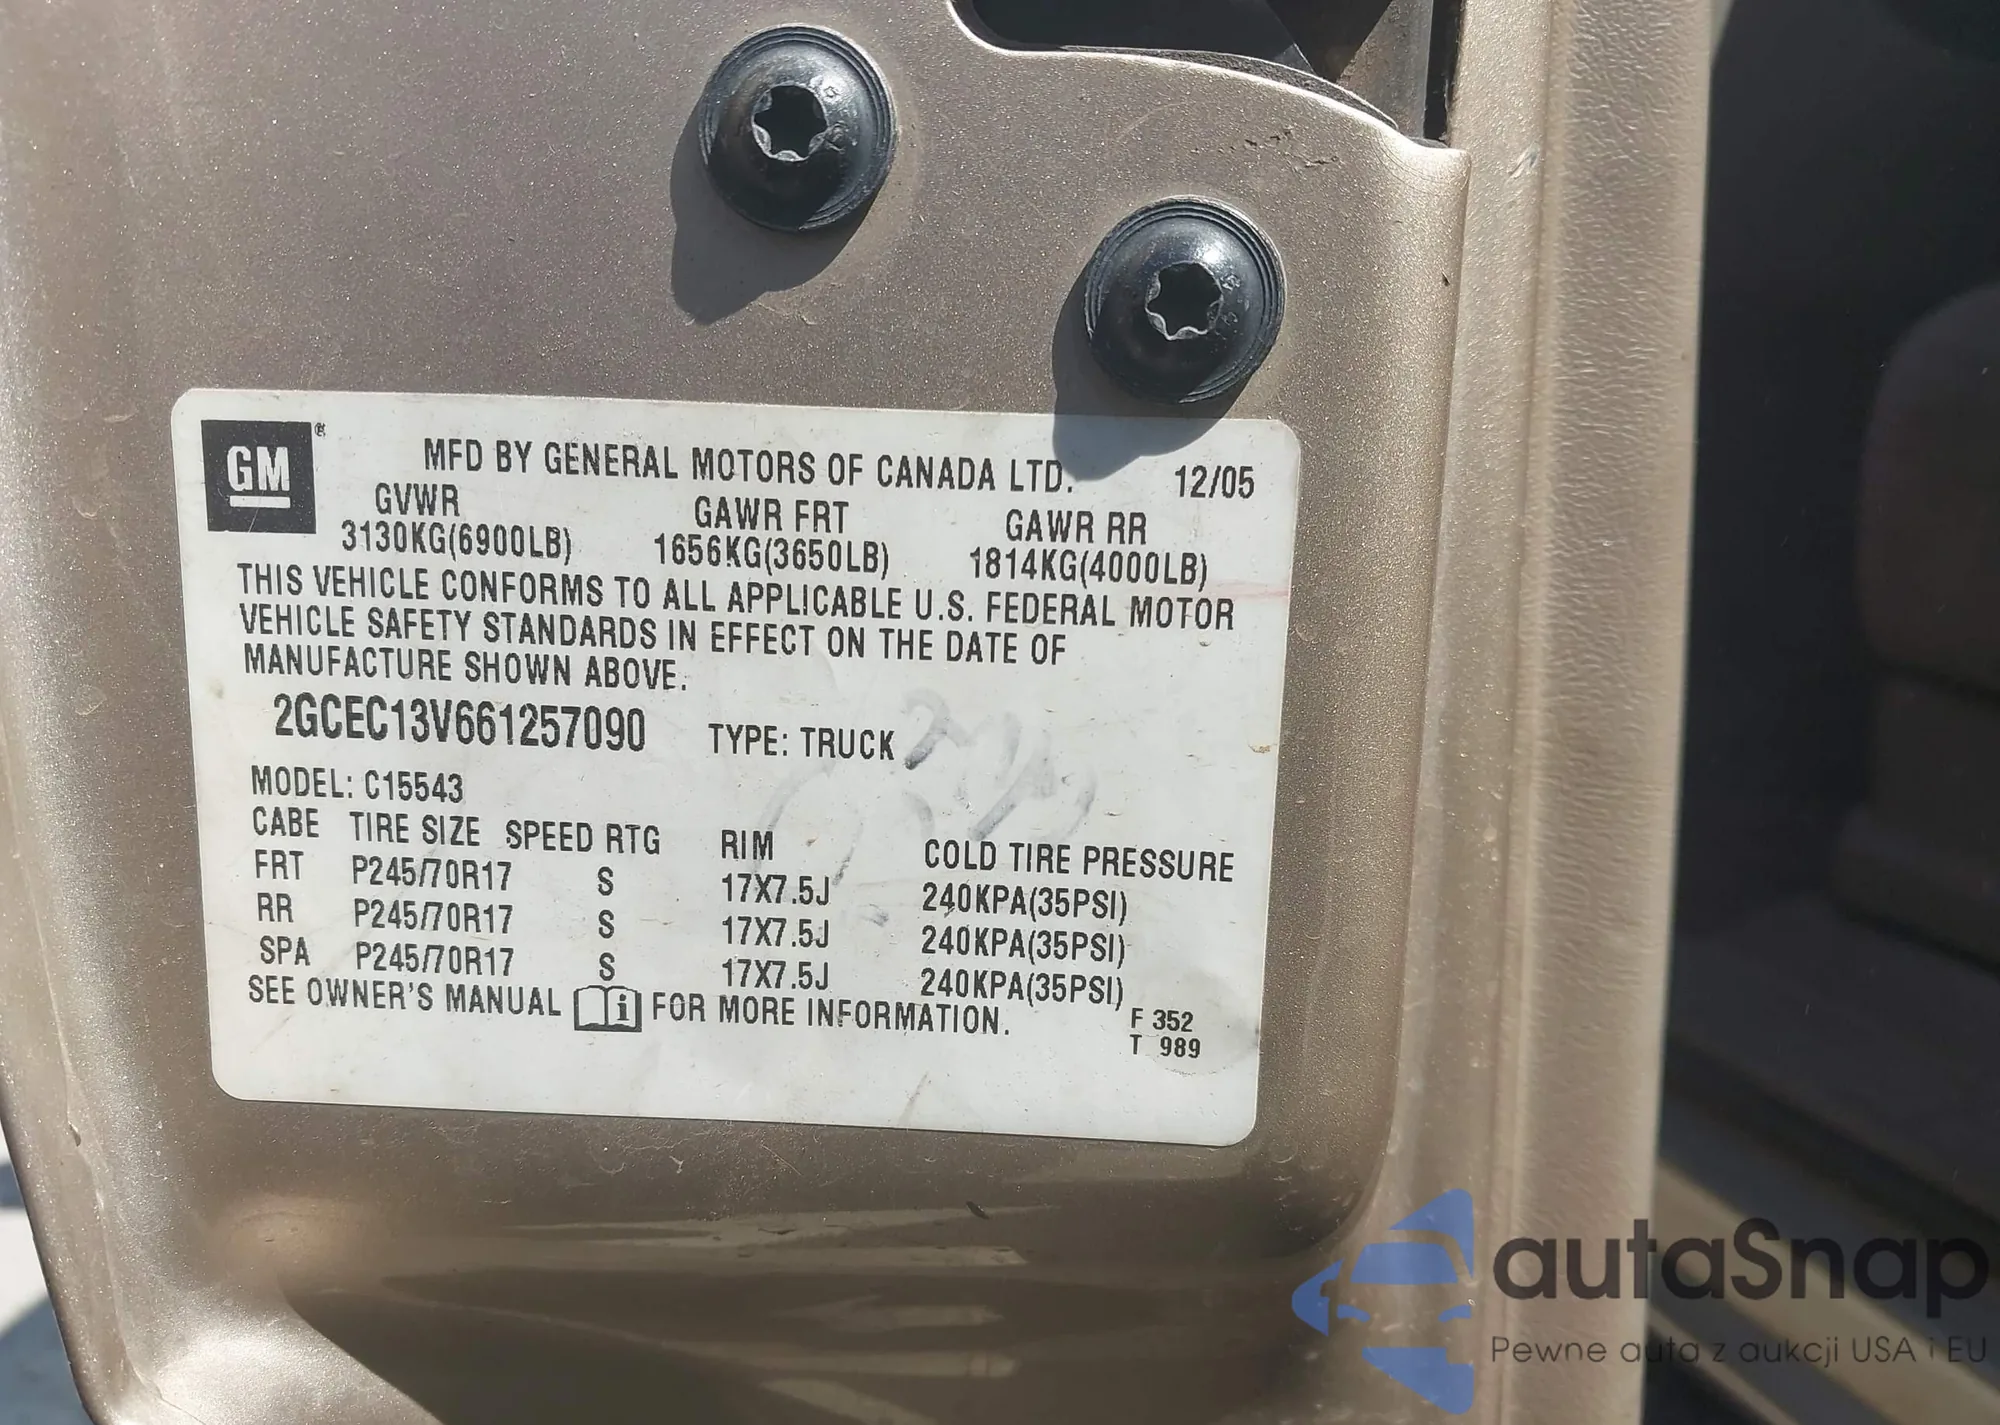 GM®
MFD BY GENERAL MOTORS OF CANADA LTD. 12/05
GVWR GAWR FRT GAWR RR
3130KG(6900LB) 1656KG(3650LB) 1814KG(4000LB)
THIS VEHICLE CONFORMS TO ALL APPLICABLE U.S. FEDERAL MOTOR
VEHICLE SAFETY STANDARDS IN EFFECT ON THE DATE OF
MANUFACTURE SHOWN ABOVE.
2GCEC13V661257090 TYPE: TRUCK
MODEL: C15543
CABE TIRE SIZE SPEED RTG RIM COLD TIRE PRESSURE
FRT P245/70R17 S 17X7.5J 240KPA(35PSI)
RR P245/70R17 S 17X7.5J 240KPA(35PSI)
SPA P245/70R17 S 17X7.5J 240KPA(35PSI)
SEE OWNER'S MANUAL i FOR MORE INFORMATION.
F 352
T 989
autaSnap
Pewne auta z aukcji USA i EU